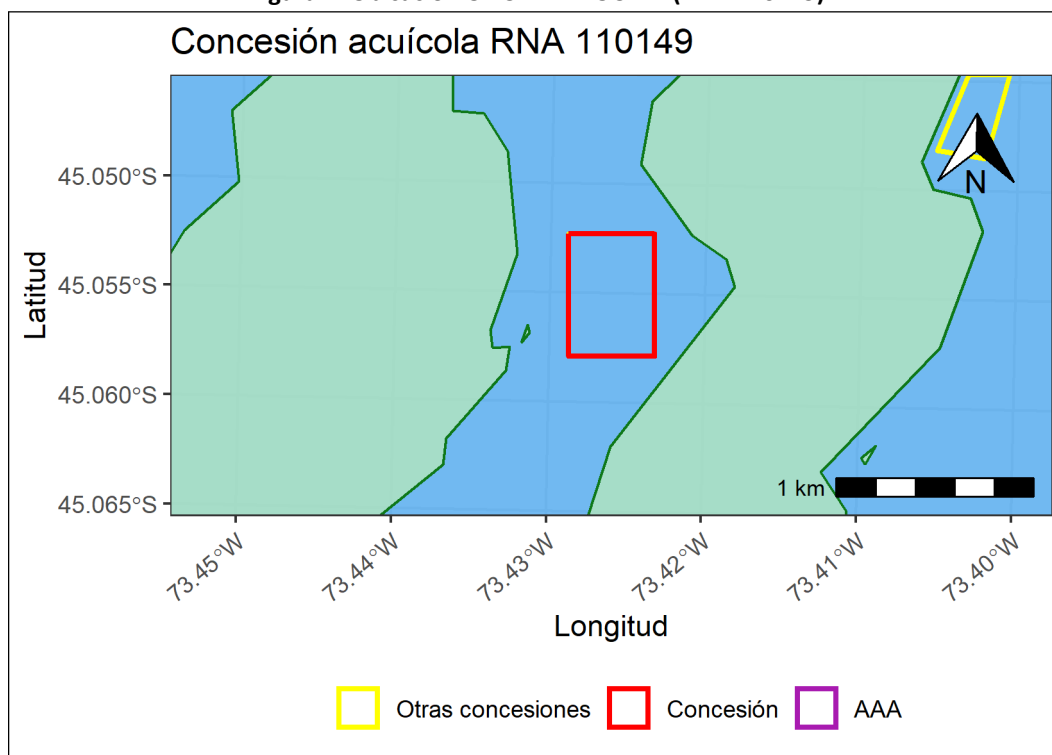 Concesión acuícola RNA 110149
N
Latitud
45.050°S
45.055°S
45.060°S
45.065°S
1 km
73.45°W
73.44°W
73.43°W
73.42°W
73.41°W
73.40°W
Longitud
Otras concesiones
Concesión
AAA